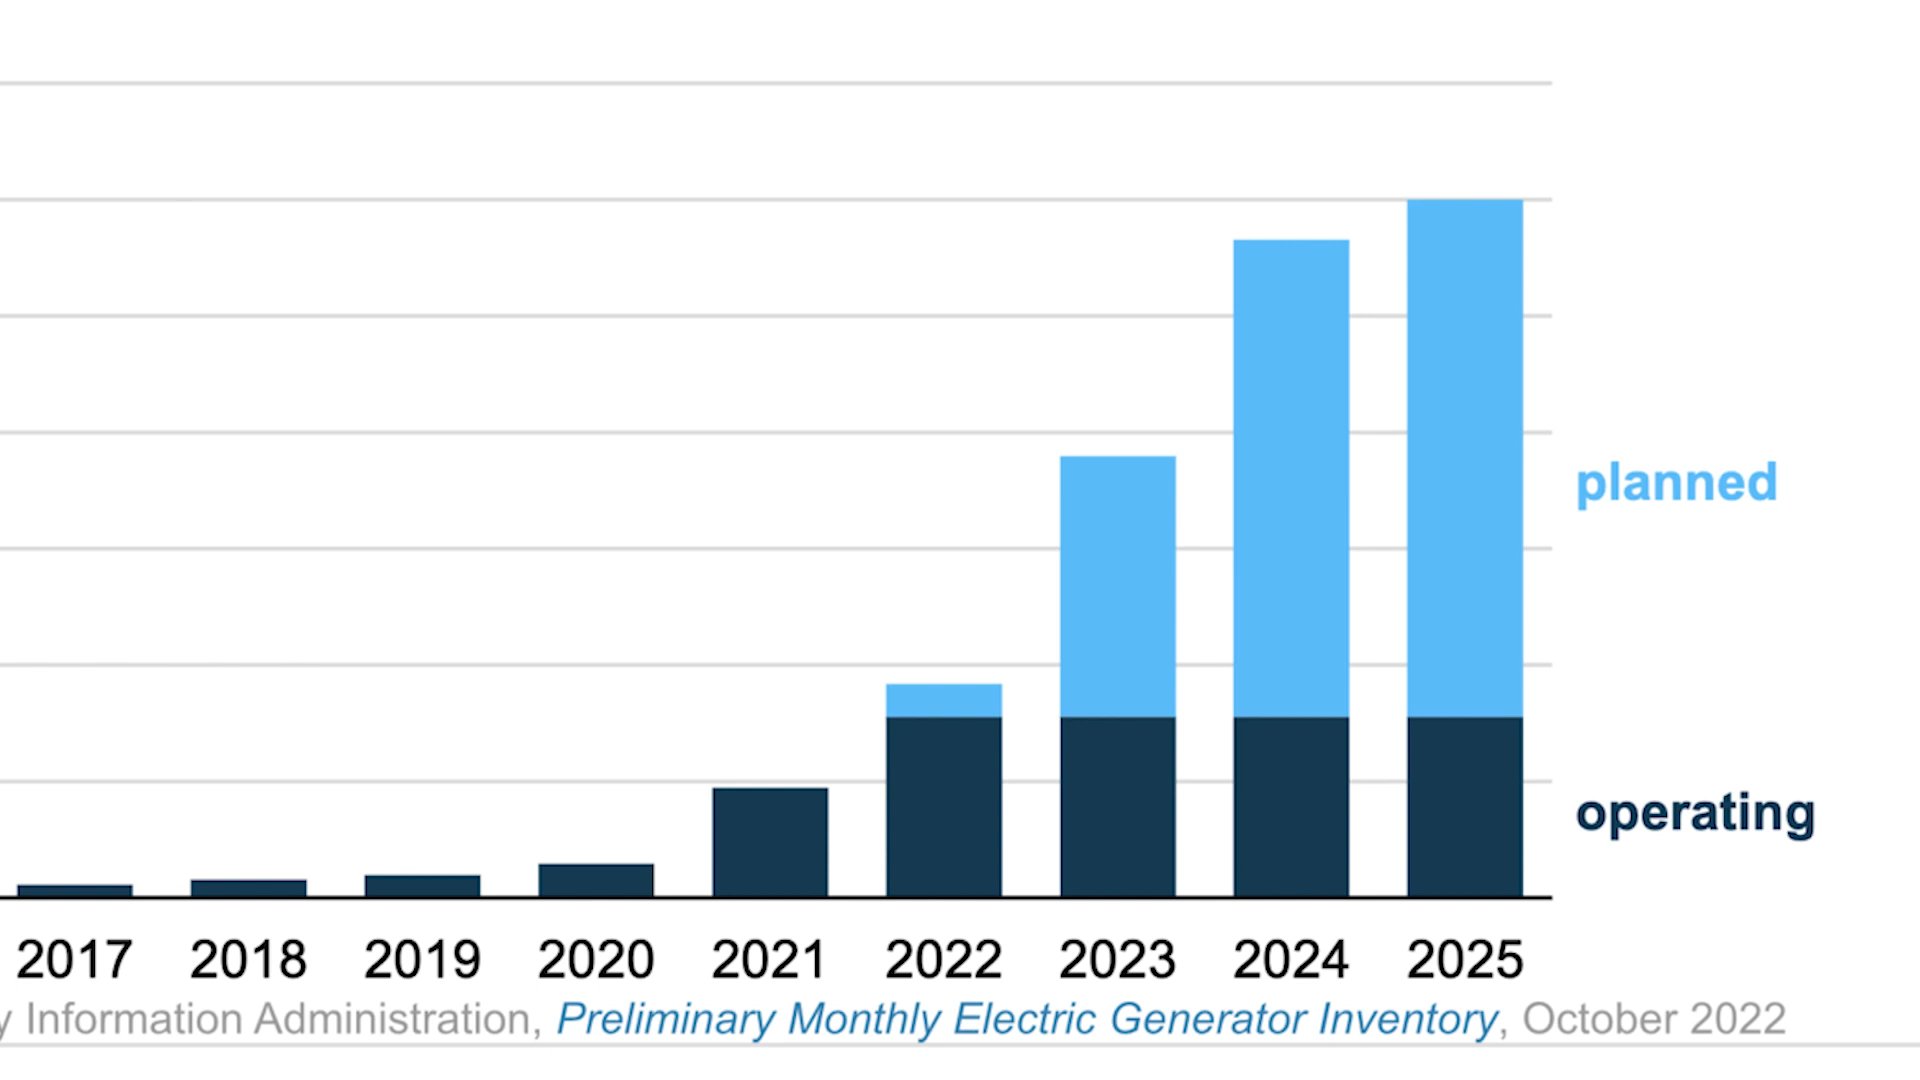 planned
operating
2017 2018 2019 2020 2021 2022 2023 2024 2025
Information Administration, Preliminary Monthly Electric Generator Inventory, October 2022